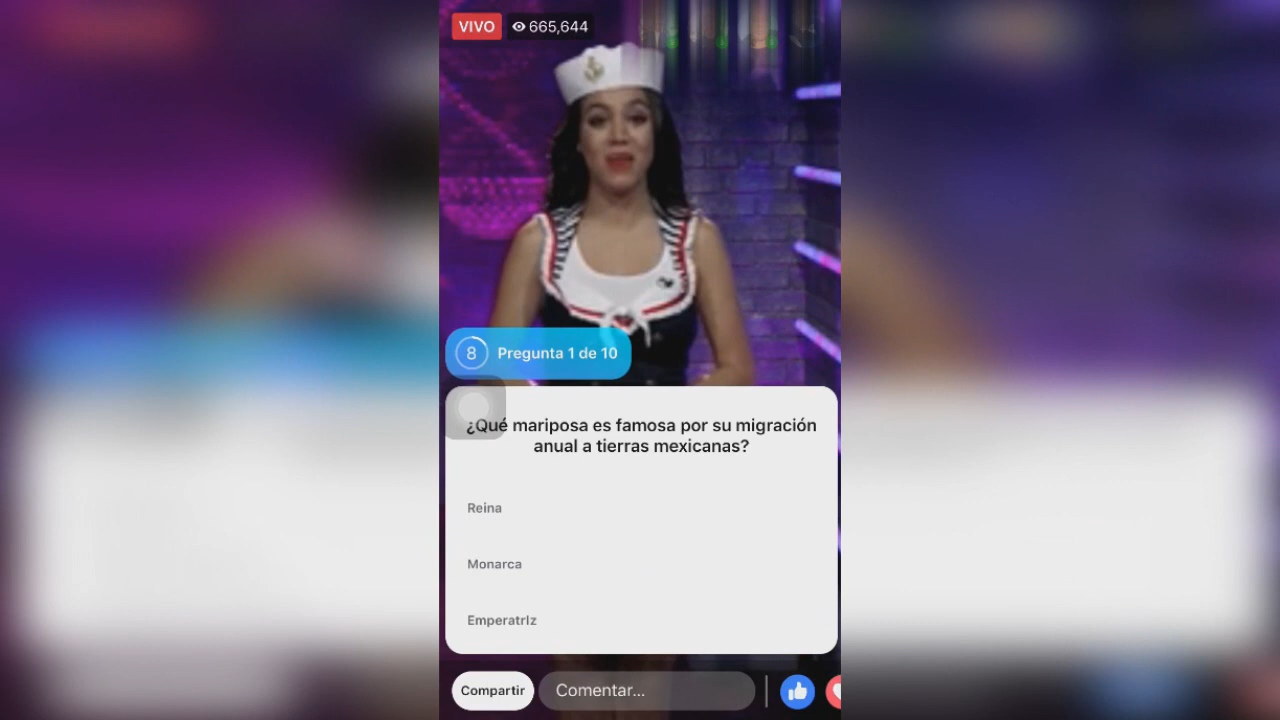 VIVO 665,644
8 Pregunta 1 de 10
¿Qué mariposa es famosa por su migración
anual a tierras mexicanas?
Reina
Monarca
EmperatrIz
Compartir Comentar...